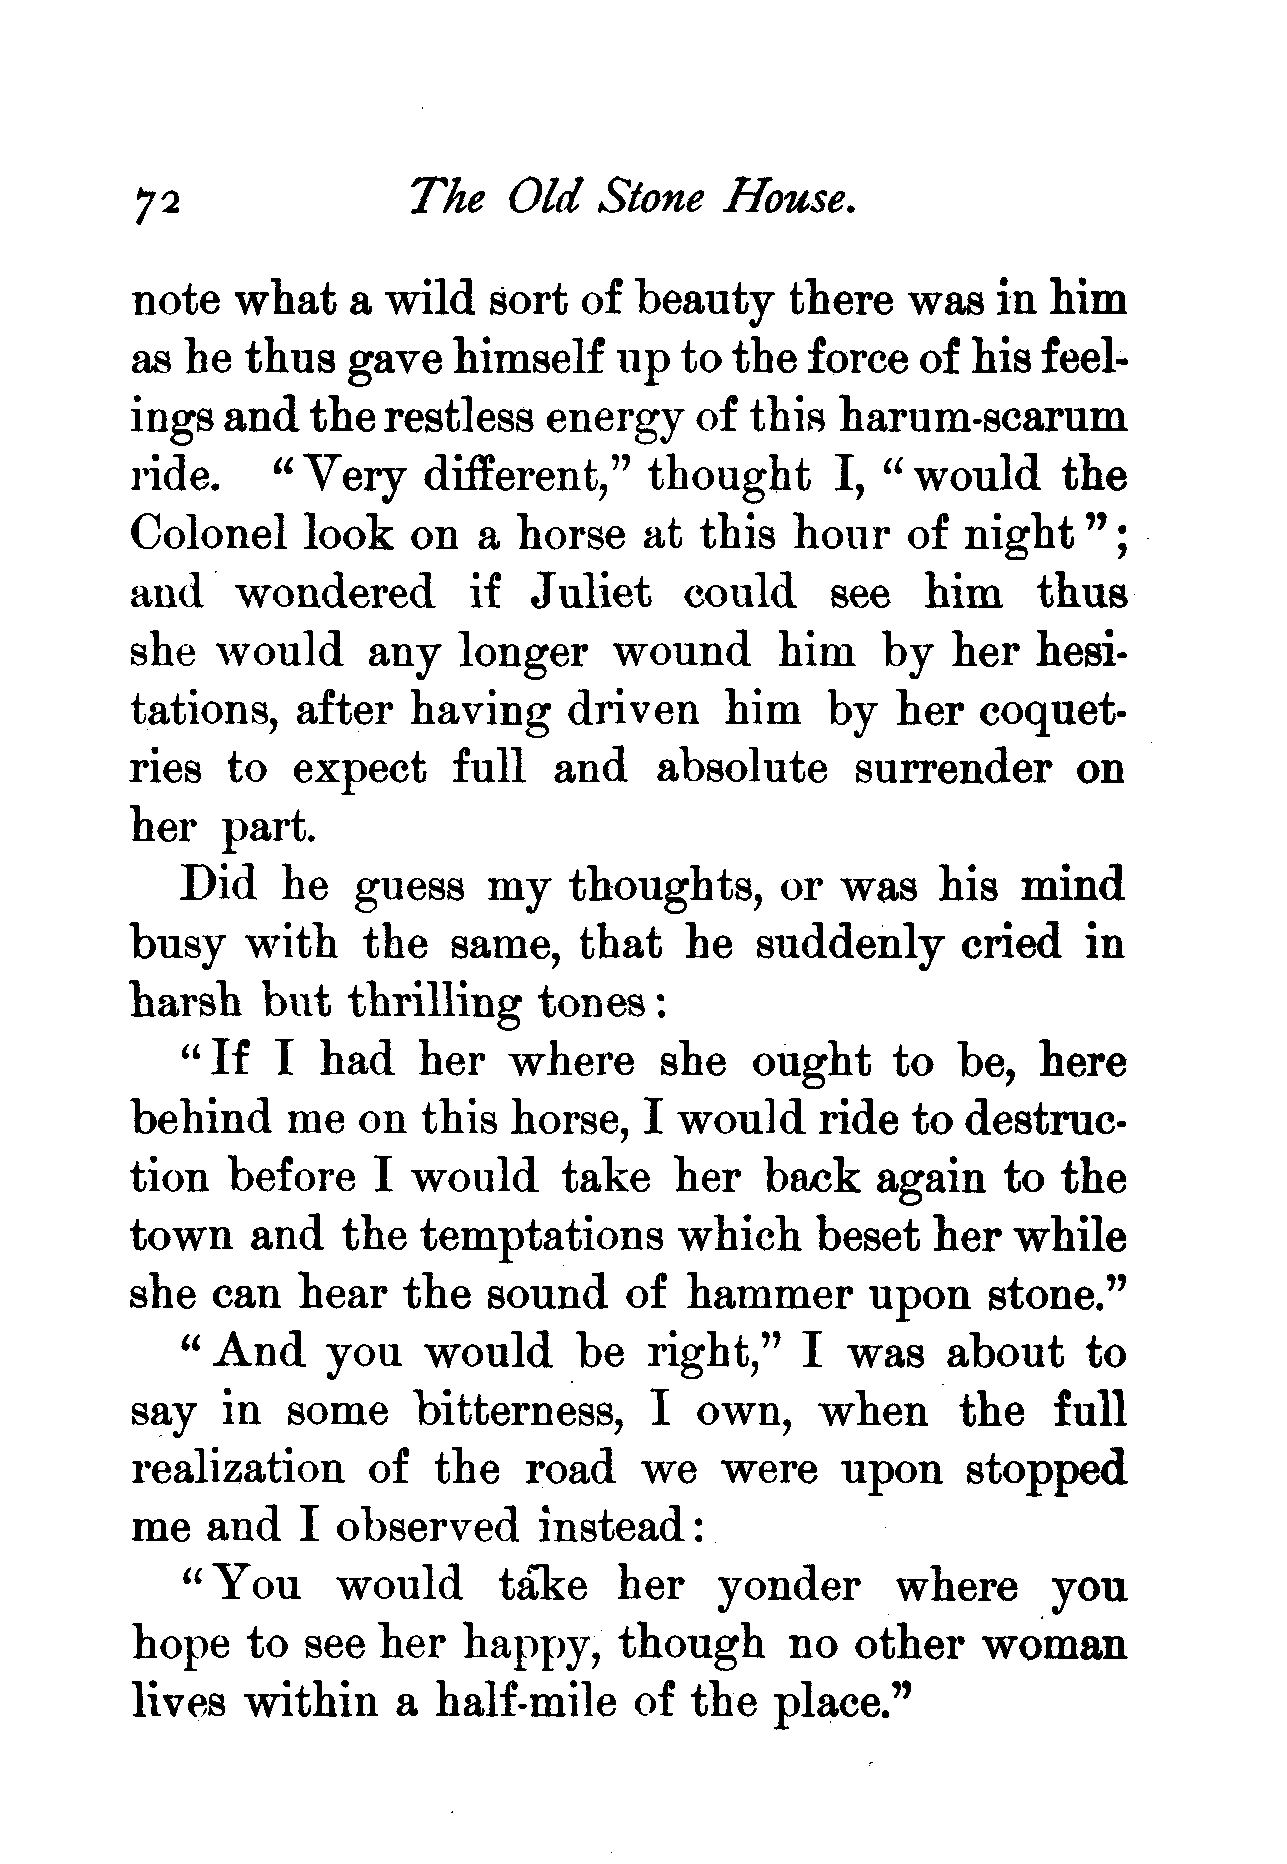 72 The Old Stone House.
note what a wild sort of beauty there was in him
as he thus gave himself up to the force of his feel-
ings and the restless energy of this harum-scarum
ride. “Very different,” thought I, “would the
Colonel look on a horse at this hour of night”;
and wondered if Juliet could see him thus
she would any longer wound him by her hesi-
tations, after having driven him by her coquet-
ries to expect full and absolute surrender on
her part.
Did he guess my thoughts, or was his mind
busy with the same, that he suddenly cried in
harsh but thrilling tones:
“If I had her where she ought to be, here
behind me on this horse, I would ride to destruc-
tion before I would take her back again to the
town and the temptations which beset her while
she can hear the sound of hammer upon stone.”
“And you would be right,” I was about to
say in some bitterness, I own, when the full
realization of the road we were upon stopped
me and I observed instead:
“You would take her yonder where you
hope to see her happy, though no other woman
lives within a half-mile of the place.”